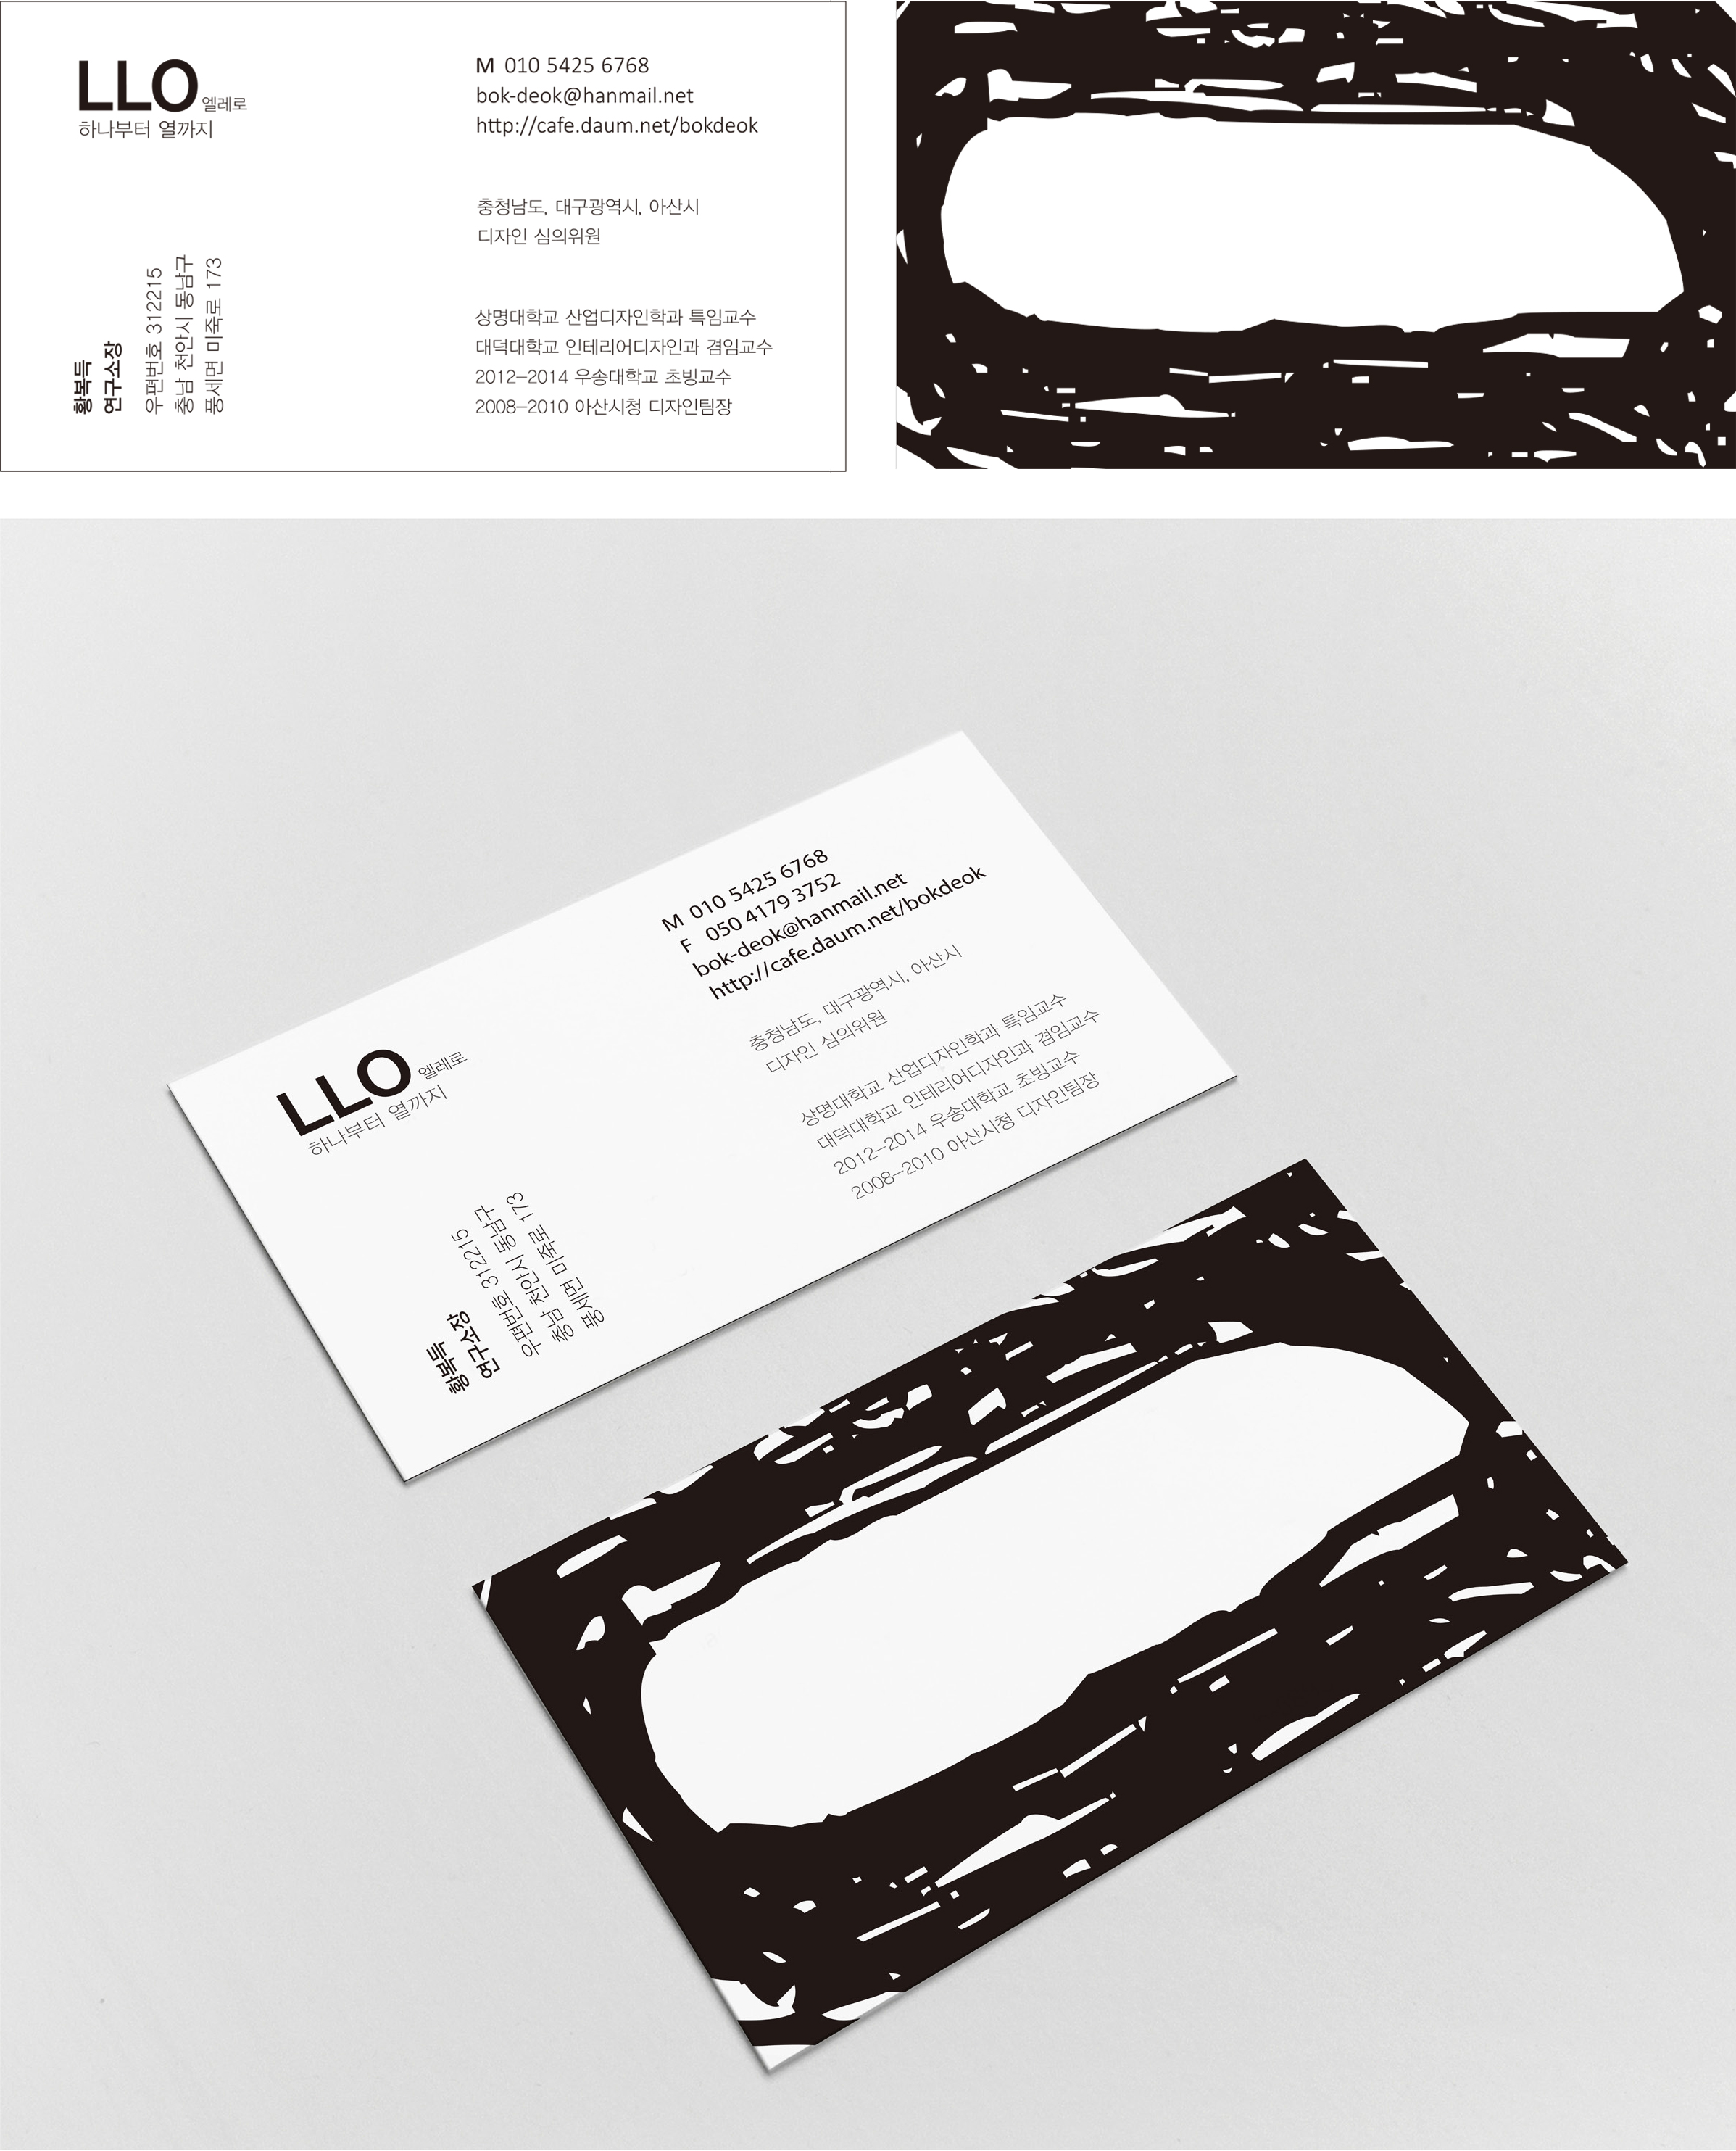 LLO 엘레로
하나부터 열까지
황복득
연구소장
우편번호 312215
충남 천안시 동남구
풍세면 미죽로 173
M 010 5425 6768
bok-deok@hanmail.net
http://cafe.daum.net/bokdeok
충청남도, 대구광역시, 아산시
디자인 심의위원
상명대학교 산업디자인학과 특임교수
대덕대학교 인테리어디자인과 겸임교수
2012-2014 우송대학교 초빙교수
2008-2010 아산시청 디자인팀장
LLO 엘레로
하나부터 열까지
황복득
연구소장
우편번호 312215
충남 천안시 동남구
풍세면 미죽로 173
M 010 5425 6768
F 050 4179 3752
bok-deok@hanmail.net
http://cafe.daum.net/bokdeok
충청남도, 대구광역시, 아산시
디자인 심의위원
상명대학교 산업디자인학과 특임교수
대덕대학교 인테리어디자인과 겸임교수
2012-2014 우송대학교 초빙교수
2008-2010 아산시청 디자인팀장